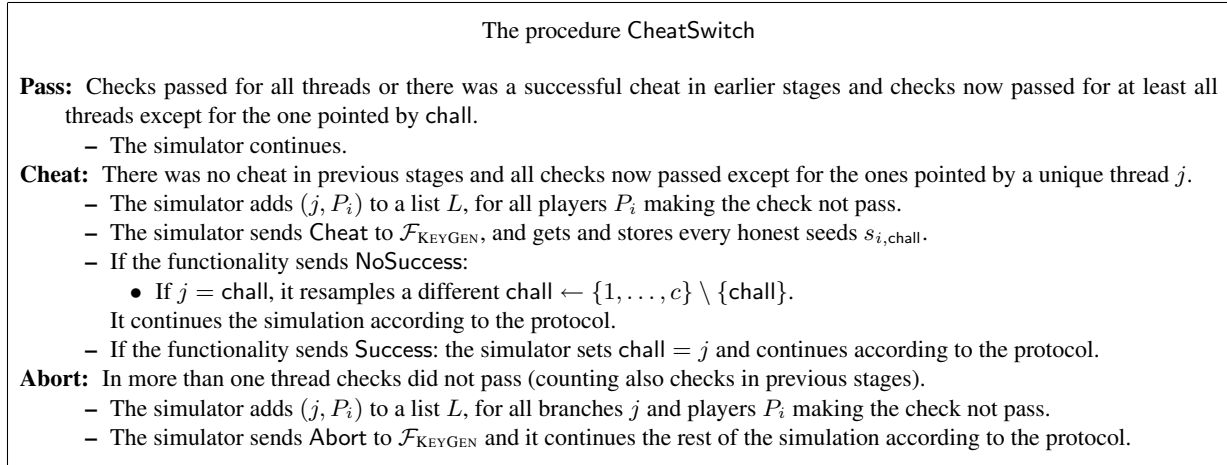 The procedure CheatSwitch
Pass: Checks passed for all threads or there was a successful cheat in earlier stages and checks now passed for at least all
threads except for the one pointed by chall.
– The simulator continues.
Cheat: There was no cheat in previous stages and all checks now passed except for the ones pointed by a unique thread j.
– The simulator adds (j, P_i) to a list L, for all players P_i making the check not pass.
– The simulator sends Cheat to F_KEYGEN, and gets and stores every honest seeds s_{i,chall}.
– If the functionality sends NoSuccess:
• If j = chall, it resamples a different chall ← {1, . . . , c} \ {chall}.
It continues the simulation according to the protocol.
– If the functionality sends Success: the simulator sets chall = j and continues according to the protocol.
Abort: In more than one thread checks did not pass (counting also checks in previous stages).
– The simulator adds (j, P_i) to a list L, for all branches j and players P_i making the check not pass.
– The simulator sends Abort to F_KEYGEN and it continues the rest of the simulation according to the protocol.